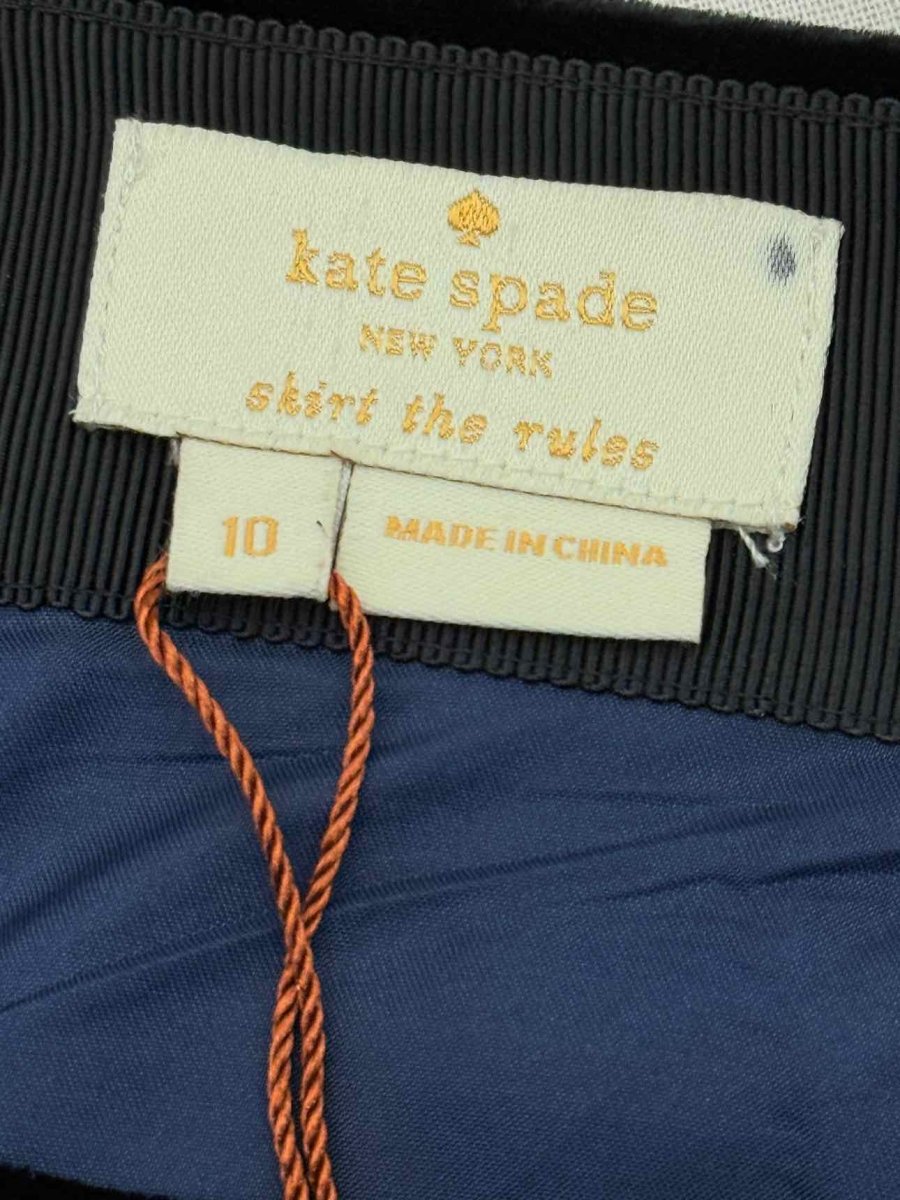 kate spade
NEW YORK
skirt the rules
10
MADE IN CHINA